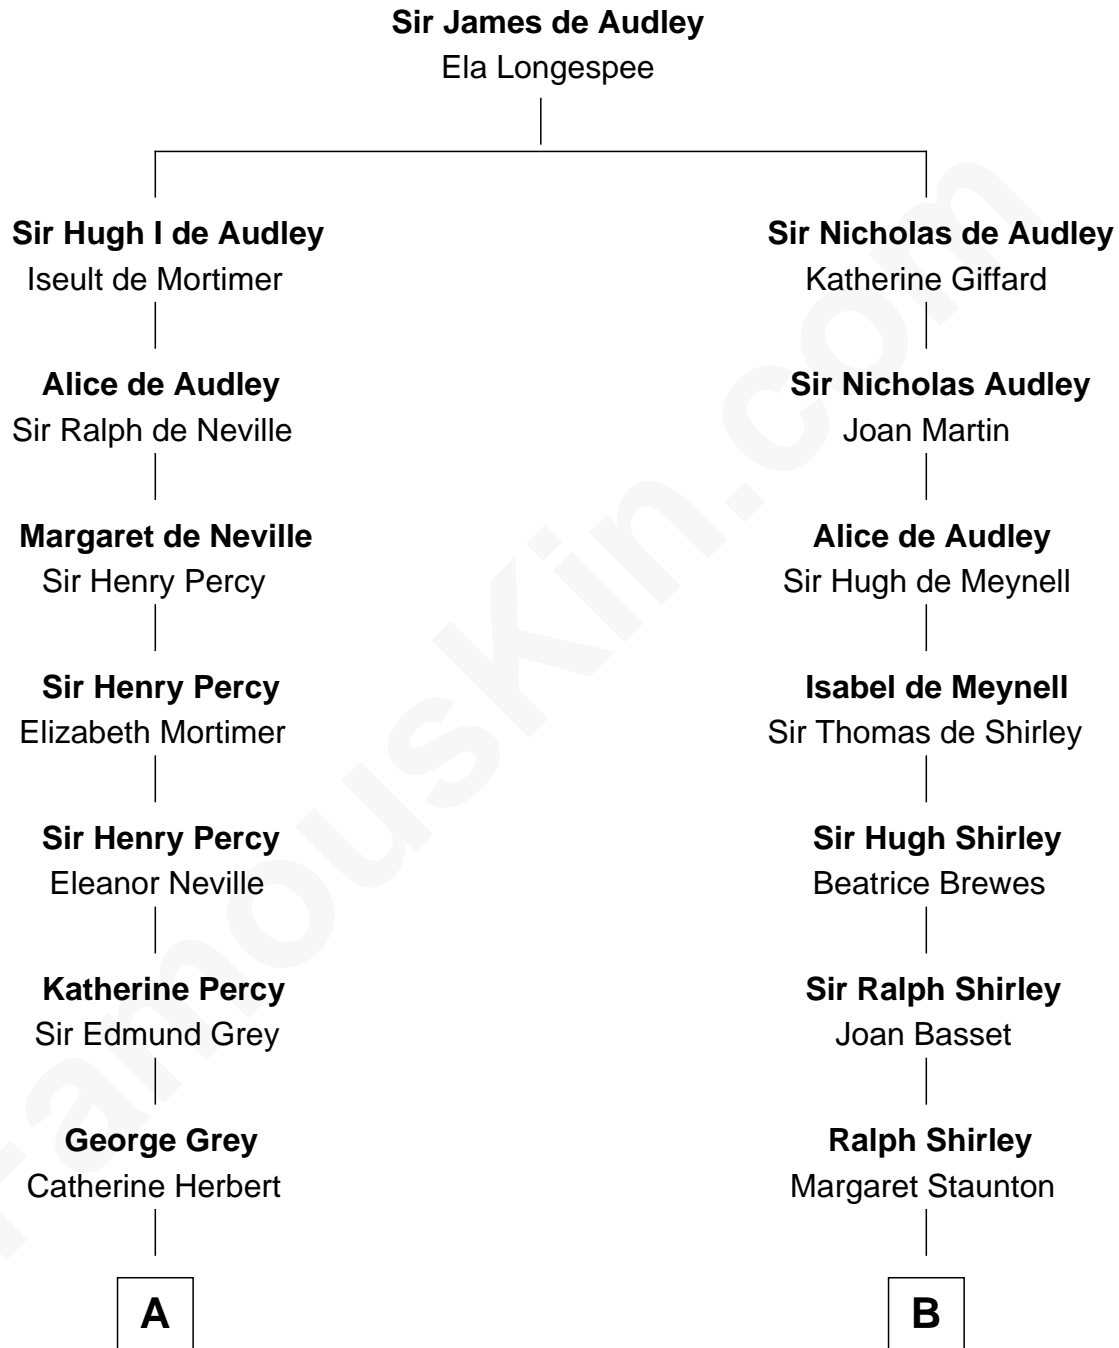 Sir James de Audley
Ela Longespee
Sir Hugh I de Audley
Iseult de Mortimer
Sir Nicholas de Audley
Katherine Giffard
Alice de Audley
Sir Ralph de Neville
Sir Nicholas Audley
Joan Martin
Margaret de Neville
Sir Henry Percy
Alice de Audley
Sir Hugh de Meynell
Sir Henry Percy
Elizabeth Mortimer
Isabel de Meynell
Sir Thomas de Shirley
Sir Henry Percy
Eleanor Neville
Sir Hugh Shirley
Beatrice Brewes
Katherine Percy
Sir Edmund Grey
Sir Ralph Shirley
Joan Basset
George Grey
Catherine Herbert
Ralph Shirley
Margaret Staunton
A
B
FamousKin.com